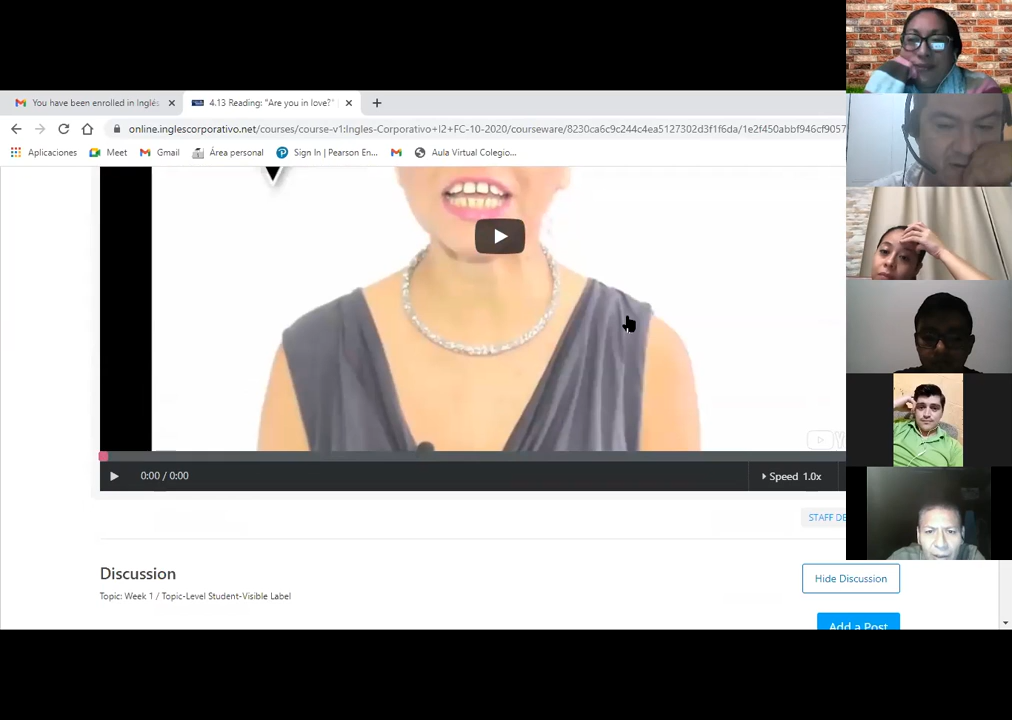 You have been enrolled in Inglés
4.13 Reading: "Are you in love?"
online.inglescorporativo.net/courses/course-v1:Ingles-Corporativo+I2+FC-10-2020/courseware/8230ca6c9c244c4ea5127302d3f1f6da/1e2f450abbf946cf9057
Aplicaciones
Meet
Gmail
Área personal
Sign In | Pearson En...
Aula Virtual Colegio...
0:00 / 0:00
Speed 1.0x
STAFF DE
Discussion
Hide Discussion
Topic: Week 1 / Topic-Level Student-Visible Label
Add a Post